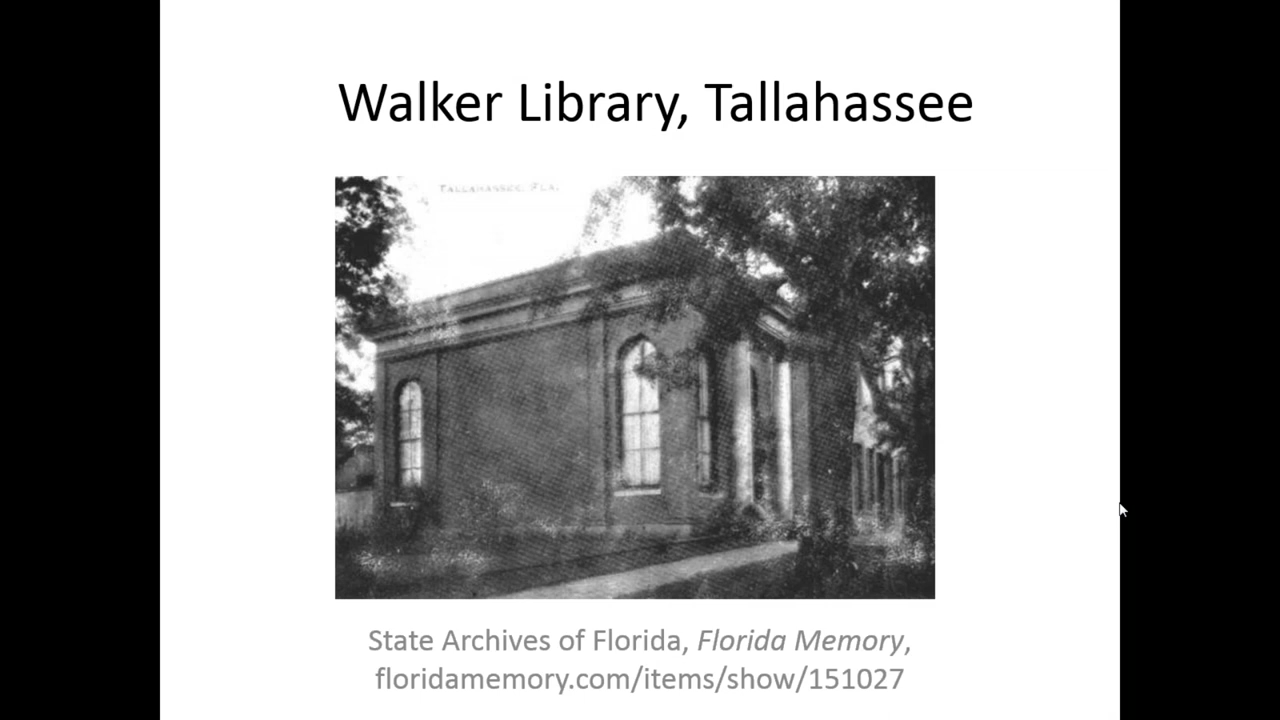 Walker Library, Tallahassee
TALLAHASSEE, FLA.
State Archives of Florida, Florida Memory,
floridamemory.com/items/show/151027